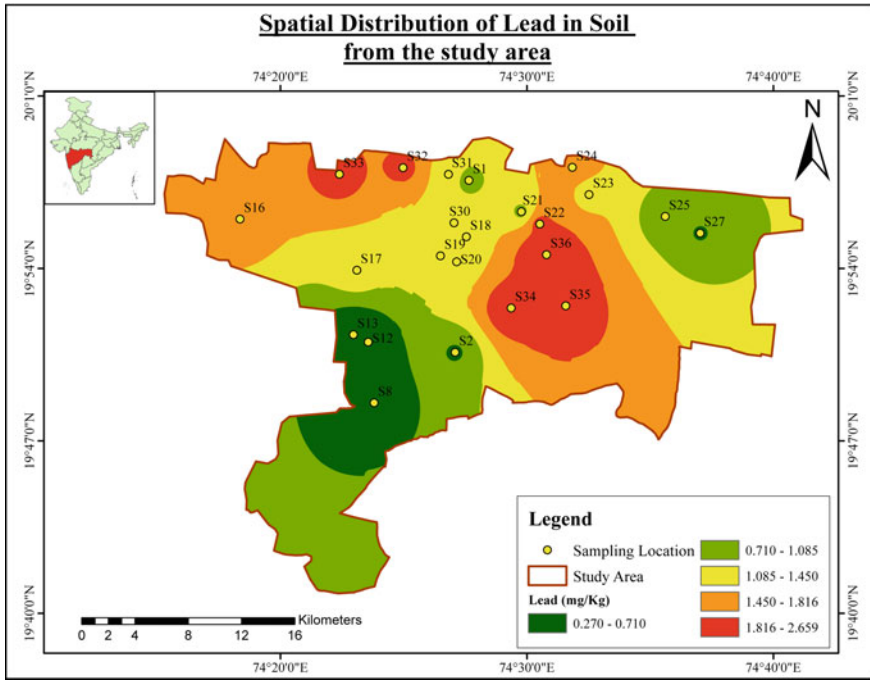 Spatial Distribution of Lead in Soil
from the study area
74°20'0"E
74°30'0"E
74°40'0"E
20°1'0"N
20°1'0"N
N
S33
S32
S31
S1
S24
S23
S16
S30
S21
S22
S25
S27
S18
S19
S20
S36
S17
19°54'0"N
19°54'0"N
S34
S35
S13
S12
S2
S8
19°47'0"N
19°47'0"N
Legend
Sampling Location
Study Area
Lead (mg/Kg)
0.270 - 0.710
0.710 - 1.085
1.085 - 1.450
1.450 - 1.816
1.816 - 2.659
Kilometers
0 2 4 8 12 16
19°40'0"N
19°40'0"N
74°20'0"E
74°30'0"E
74°40'0"E